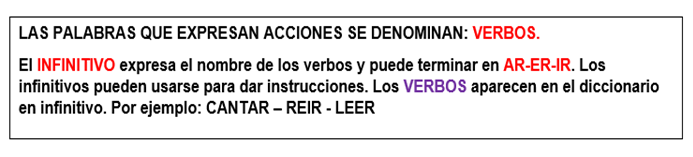 LAS PALABRAS QUE EXPRESAN ACCIONES SE DENOMINAN: VERBOS.
El INFINITIVO expresa el nombre de los verbos y puede terminar en AR-ER-IR. Los
infinitivos pueden usarse para dar instrucciones. Los VERBOS aparecen en el diccionario
en infinitivo. Por ejemplo: CANTAR – REIR - LEER